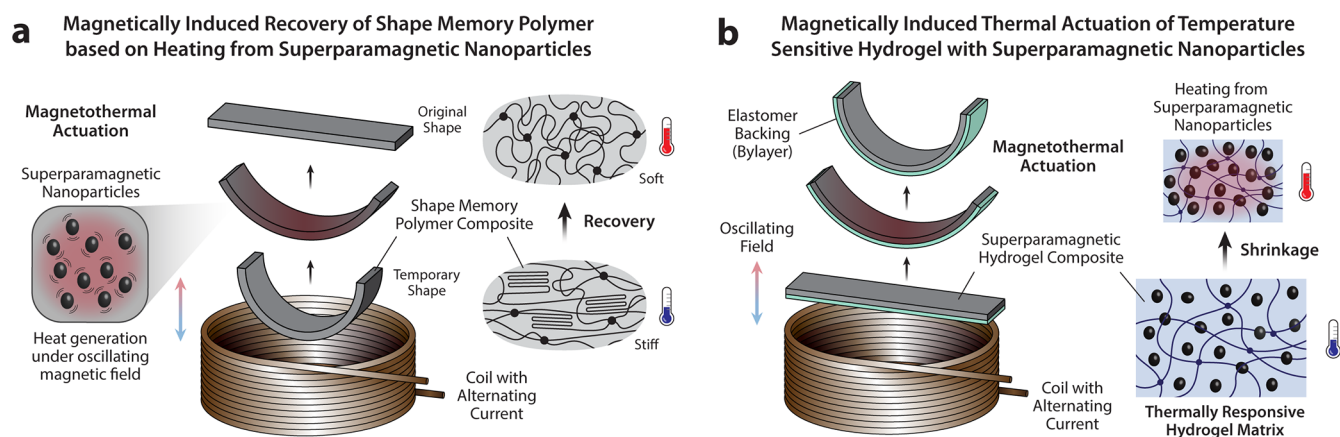 a
Magnetically Induced Recovery of Shape Memory Polymer
based on Heating from Superparamagnetic Nanoparticles
Magnetothermal
Actuation
Original
Shape
Superparamagnetic
Nanoparticles
Soft
Shape Memory
Polymer Composite
Recovery
Temporary
Shape
Heat generation
under oscillating
magnetic field
Stiff
Coil with
Alternating
Current
b
Magnetically Induced Thermal Actuation of Temperature
Sensitive Hydrogel with Superparamagnetic Nanoparticles
Elastomer
Backing
(Bylayer)
Magnetothermal
Actuation
Heating from
Superparamagnetic
Nanoparticles
Oscillating
Field
Superparamagnetic
Hydrogel Composite
Shrinkage
Coil with
Alternating
Current
Thermally Responsive
Hydrogel Matrix